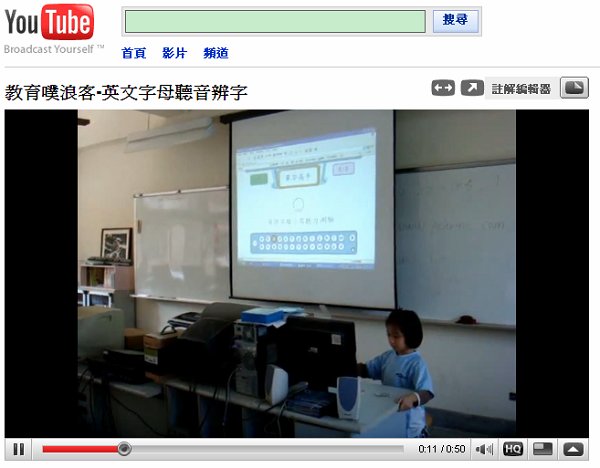 YouTube
搜尋
Broadcast Yourself ™
首頁 影片 頻道
教育噗浪客-英文字母聽音辨字
註解編輯器
0:11 / 0:50
HQ